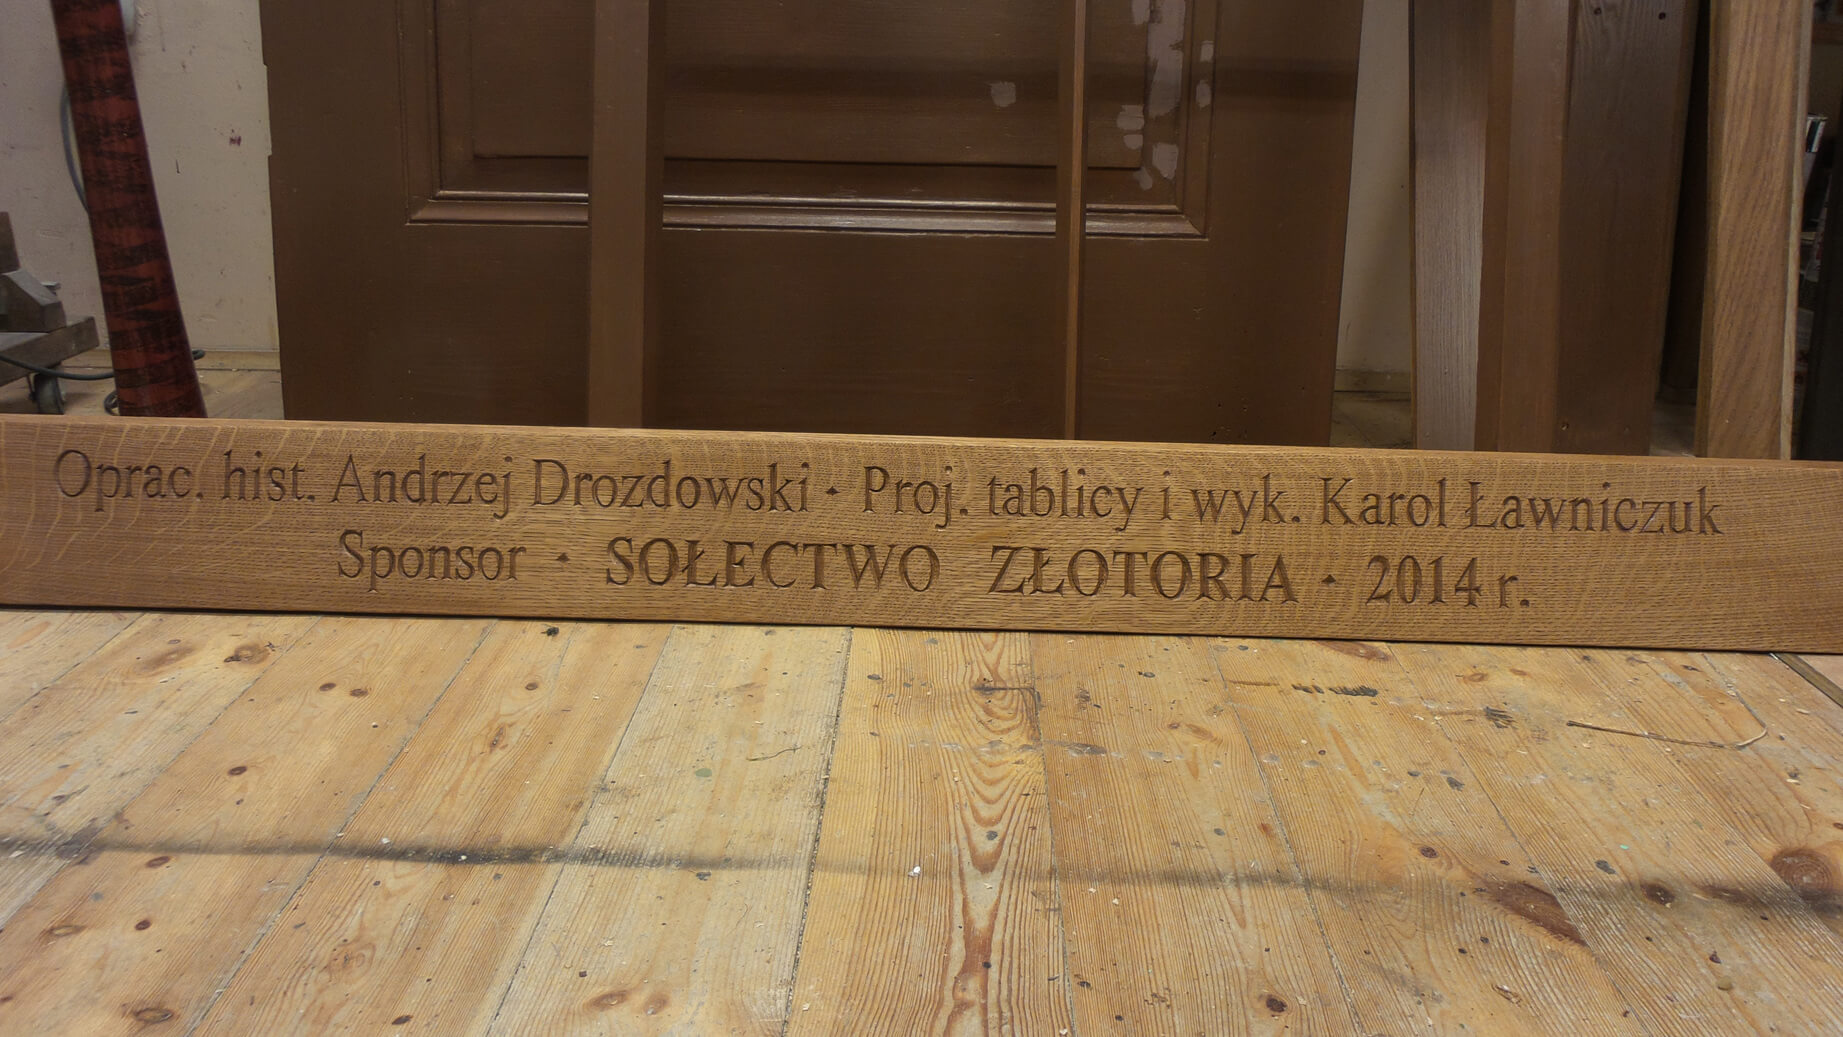 Oprac. hist. Andrzej Drozdowski • Proj. tablicy i wyk. Karol Ławniczuk
Sponsor • SOŁECTWO ZŁOTORIA • 2014 r.